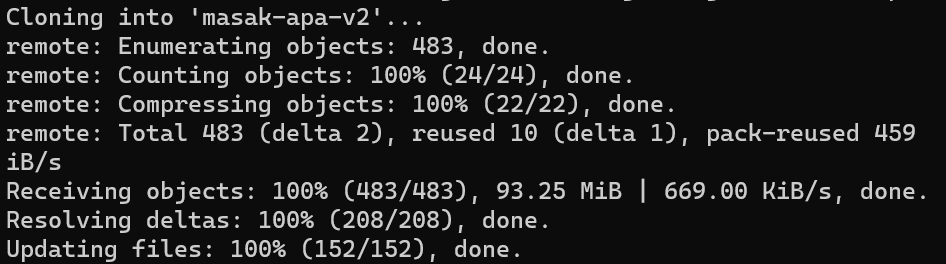 Cloning into 'masak-apa-v2'...
remote: Enumerating objects: 483, done.
remote: Counting objects: 100% (24/24), done.
remote: Compressing objects: 100% (22/22), done.
remote: Total 483 (delta 2), reused 10 (delta 1), pack-reused 459
iB/s
Receiving objects: 100% (483/483), 93.25 MiB | 669.00 KiB/s, done.
Resolving deltas: 100% (208/208), done.
Updating files: 100% (152/152), done.